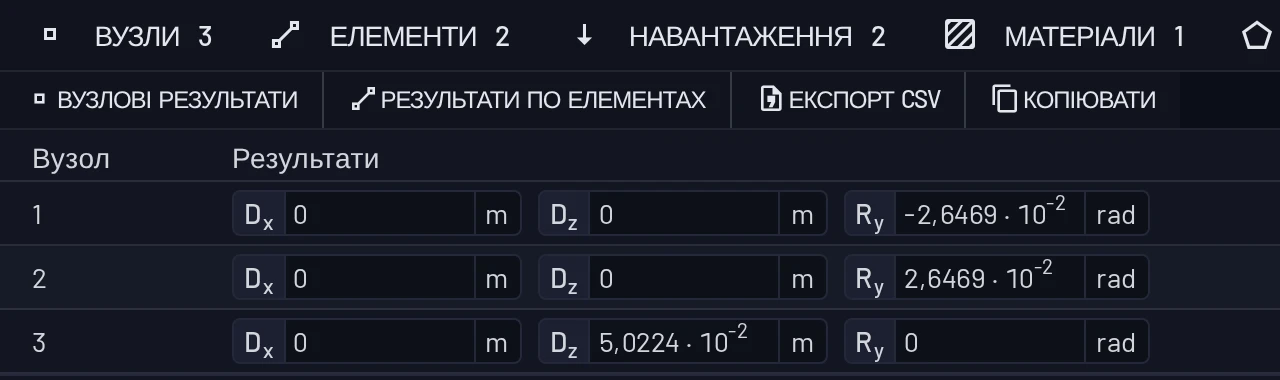 ВУЗЛИ 3 ЕЛЕМЕНТИ 2 НАВАНТАЖЕННЯ 2 МАТЕРІАЛИ 1
ВУЗЛОВІ РЕЗУЛЬТАТИ РЕЗУЛЬТАТИ ПО ЕЛЕМЕНТАХ ЕКСПОРТ CSV КОПІЮВАТИ
Вузол Результати
1 Dx 0 m Dz 0 m Ry -2,6469 · 10⁻² rad
2 Dx 0 m Dz 0 m Ry 2,6469 · 10⁻² rad
3 Dx 0 m Dz 5,0224 · 10⁻² m Ry 0 rad